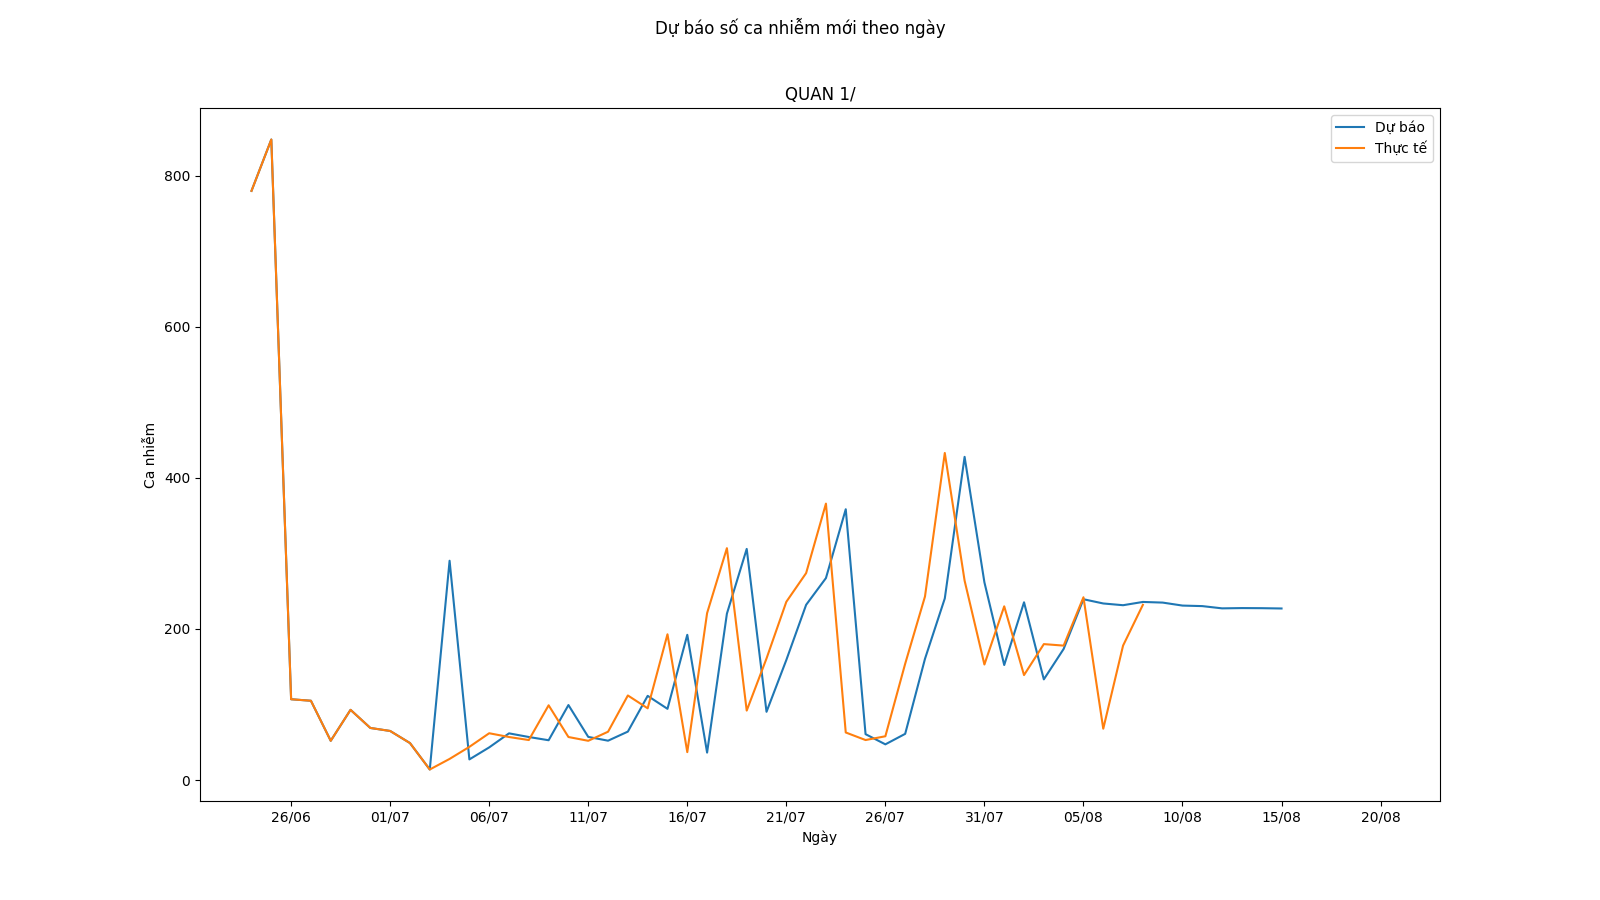 Dự báo số ca nhiễm mới theo ngày
QUAN 1/
Dự báo
Thực tế
800
600
400
200
0
Ca nhiễm
26/06
01/07
06/07
11/07
16/07
21/07
26/07
31/07
05/08
10/08
15/08
20/08
Ngày